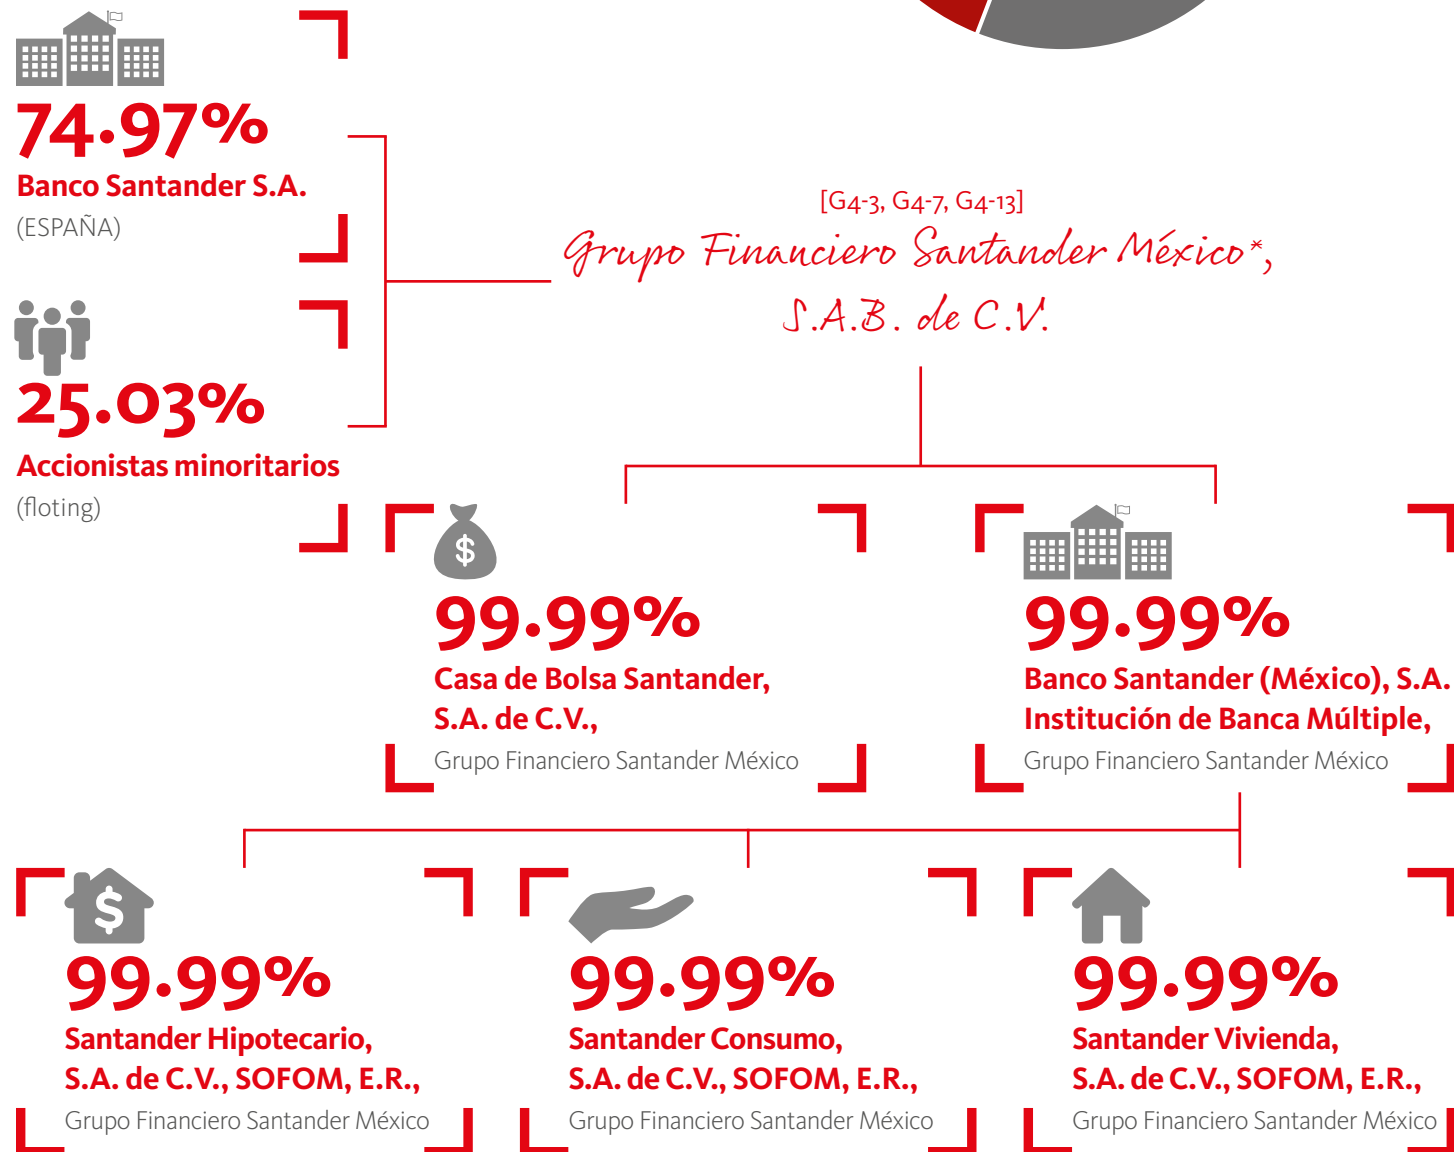 74.97%
Banco Santander S.A.
(ESPAÑA)
[G4-3, G4-7, G4-13]
Grupo Financiero Santander México*,
S.A.B. de C.V.
25.03%
Accionistas minoritarios
(floting)
$
99.99%
Casa de Bolsa Santander,
S.A. de C.V.,
Grupo Financiero Santander México
99.99%
Banco Santander (México), S.A.
Institución de Banca Múltiple,
Grupo Financiero Santander México
$
99.99%
Santander Hipotecario,
S.A. de C.V., SOFOM, E.R.,
Grupo Financiero Santander México
99.99%
Santander Consumo,
S.A. de C.V., SOFOM, E.R.,
Grupo Financiero Santander México
99.99%
Santander Vivienda,
S.A. de C.V., SOFOM, E.R.,
Grupo Financiero Santander México